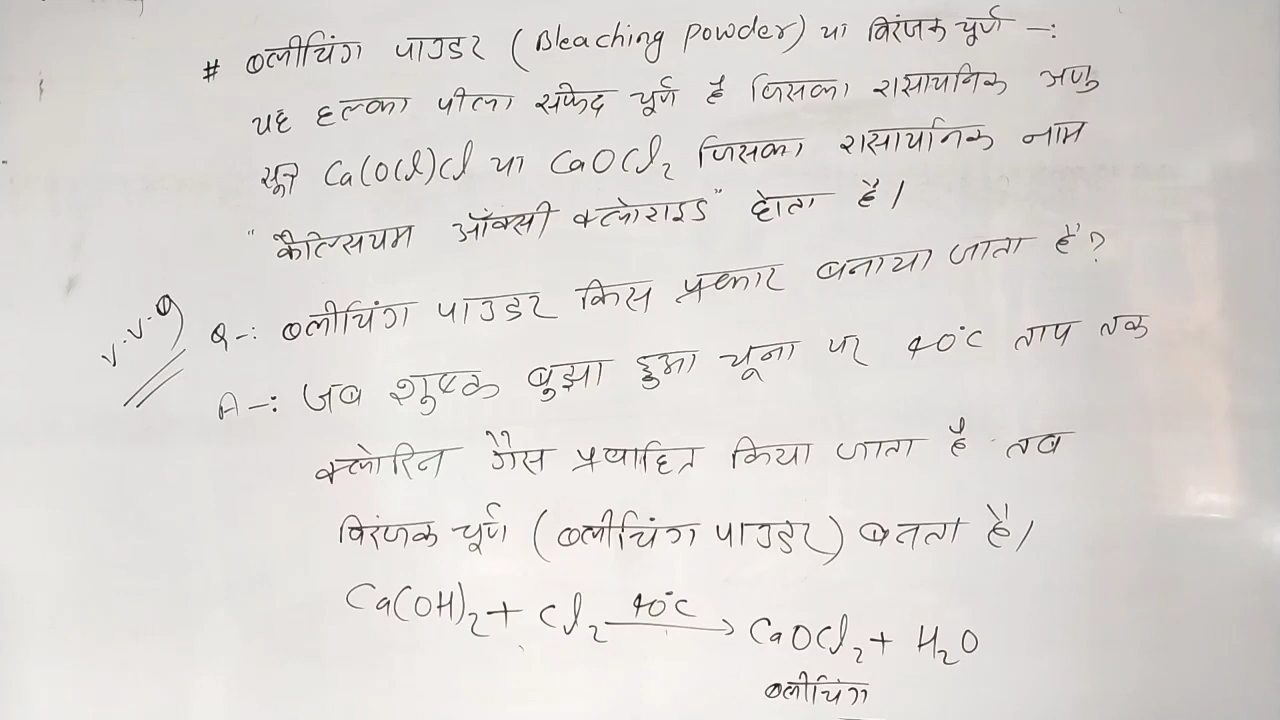 # ब्लीचिंग पाउडर (Bleaching Powder) या विरंजक चूर्ण -:
यह हल्का पीला सफेद चूर्ण है जिसका रासायनिक अणु
सूत्र Ca(OCl)Cl या CaOCl₂ जिसका रासायनिक नाम
"कैल्सियम ऑक्सी क्लोराइड" होता है।
V.V.Q Q-: ब्लीचिंग पाउडर किस प्रकार बनाया जाता है?
A-: जब शुष्क बुझा हुआ चूना पर 40°C ताप तक
क्लोरिन गैस प्रवाहित किया जाता है तब
विरंजक चूर्ण (ब्लीचिंग पाउडर) बनता है।
Ca(OH)₂ + Cl₂ 40°C → CaOCl₂ + H₂O
ब्लीचिंग